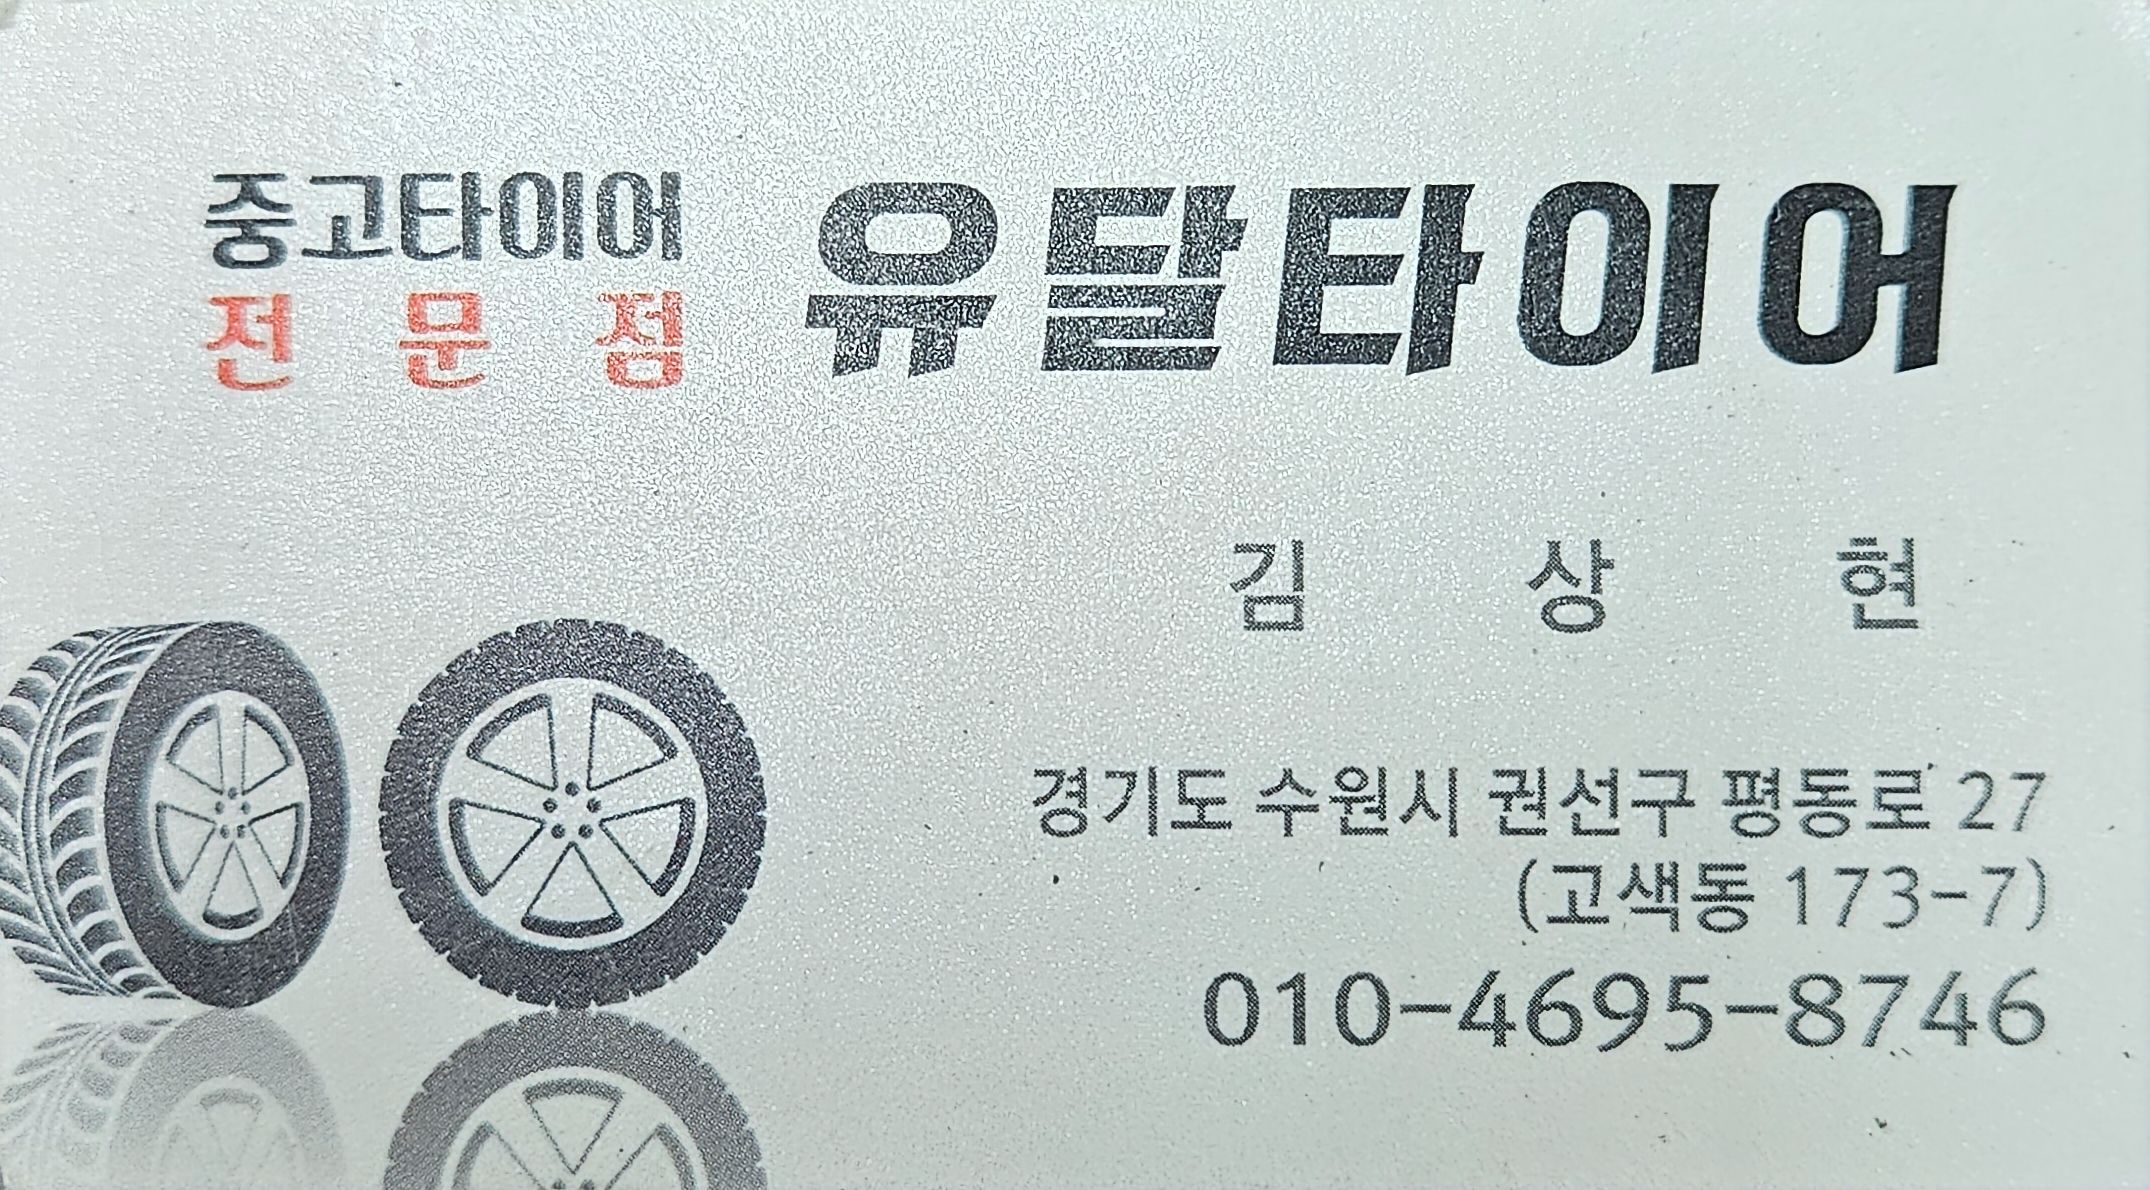 중고타이어
전문점
유달타이어
김상현
경기도 수원시 권선구 평동로 27
(고색동 173-7)
010-4695-8746